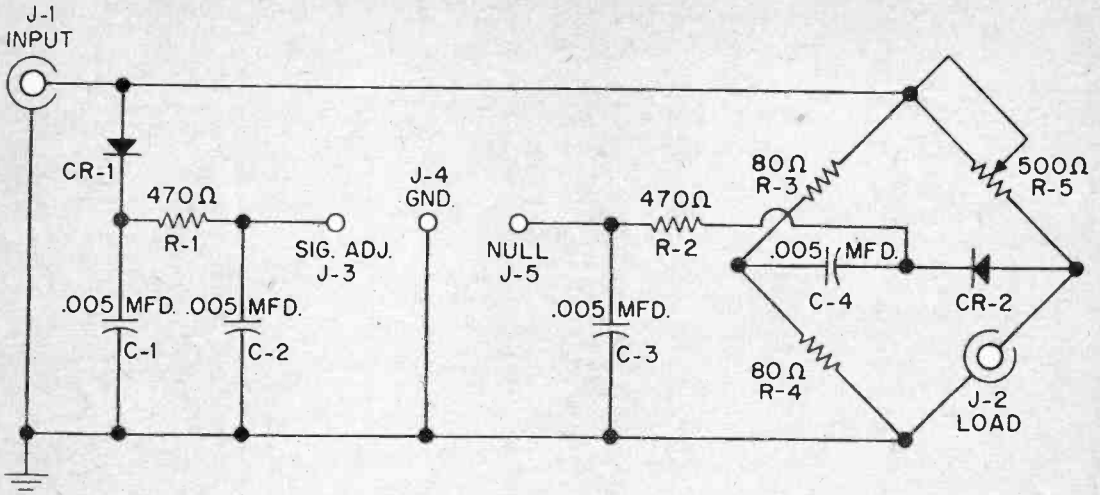 J-1
INPUT
CR-1
470Ω
R-1
SIG. ADJ.
J-3
J-4
GND.
NULL
J-5
470Ω
R-2
80Ω
R-3
500Ω
R-5
.005 MFD.
C-4
CR-2
.005 MFD.
C-1
.005 MFD.
C-2
.005 MFD.
C-3
80Ω
R-4
J-2
LOAD